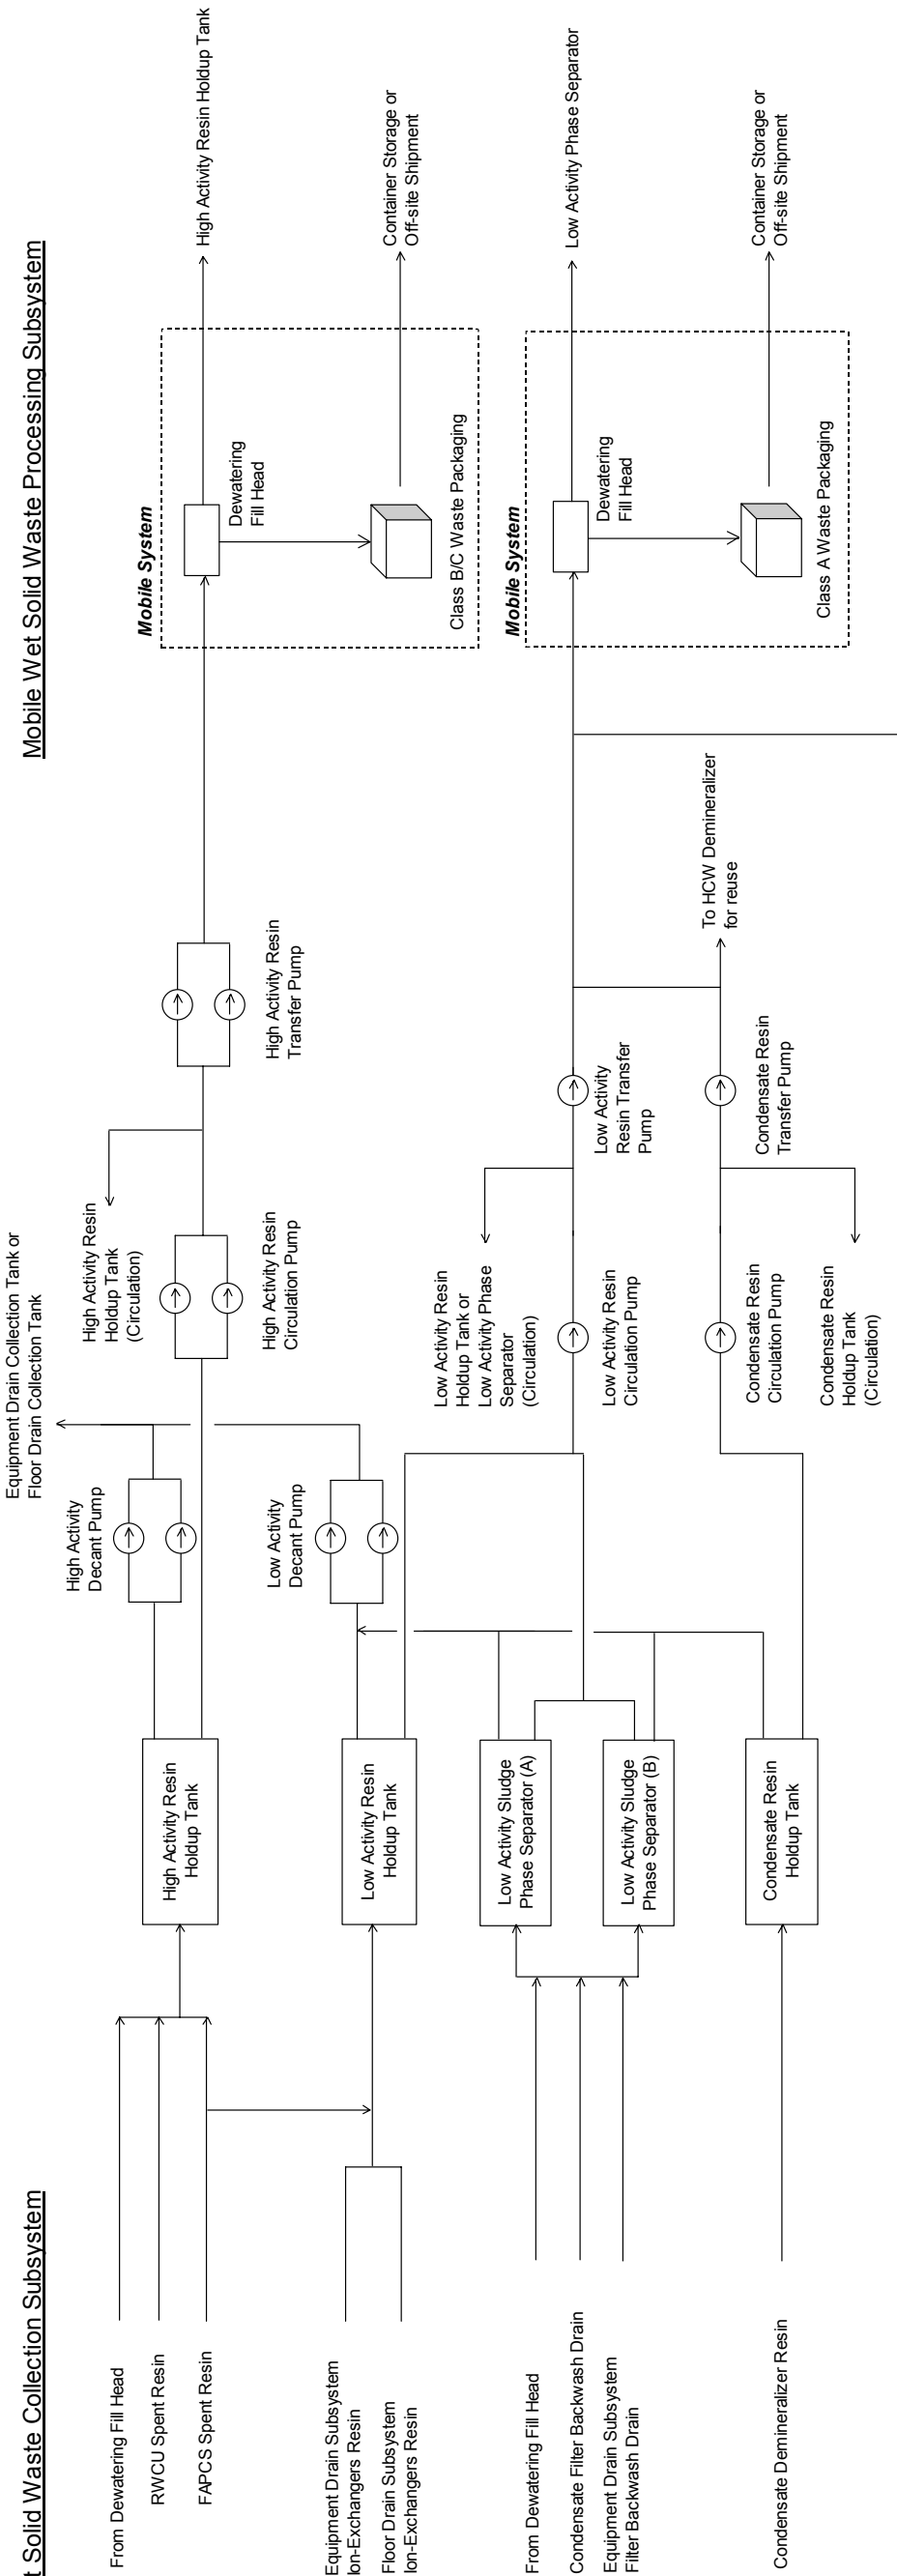 t Solid Waste Collection Subsystem
Mobile Wet Solid Waste Processing Subsystem
From Dewatering Fill Head
RWCU Spent Resin
FAPCS Spent Resin
Equipment Drain Subsystem
Ion-Exchangers Resin
Floor Drain Subsystem
Ion-Exchangers Resin
From Dewatering Fill Head
Condensate Filter Backwash Drain
Equipment Drain Subsystem
Filter Backwash Drain
Condensate Demineralizer Resin
High Activity Resin
Holdup Tank
Low Activity Resin
Holdup Tank
Low Activity Sludge
Phase Separator (A)
Low Activity Sludge
Phase Separator (B)
Condensate Resin
Holdup Tank
Equipment Drain Collection Tank or
Floor Drain Collection Tank
High Activity
Decant Pump
Low Activity
Decant Pump
High Activity Resin
Holdup Tank
(Circulation)
High Activity Resin
Circulation Pump
Low Activity Resin
Holdup Tank or
Low Activity Phase
Separator
(Circulation)
Low Activity Resin
Circulation Pump
Condensate Resin
Circulation Pump
Condensate Resin
Holdup Tank
(Circulation)
High Activity Resin
Transfer Pump
Low Activity
Resin Transfer
Pump
Condensate Resin
Transfer Pump
To HCW Demineralizer
for reuse
Mobile System
Dewatering
Fill Head
Class B/C Waste Packaging
Mobile System
Dewatering
Fill Head
Class A Waste Packaging
High Activity Resin Holdup Tank
Container Storage or
Off-site Shipment
Low Activity Phase Separator
Container Storage or
Off-site Shipment